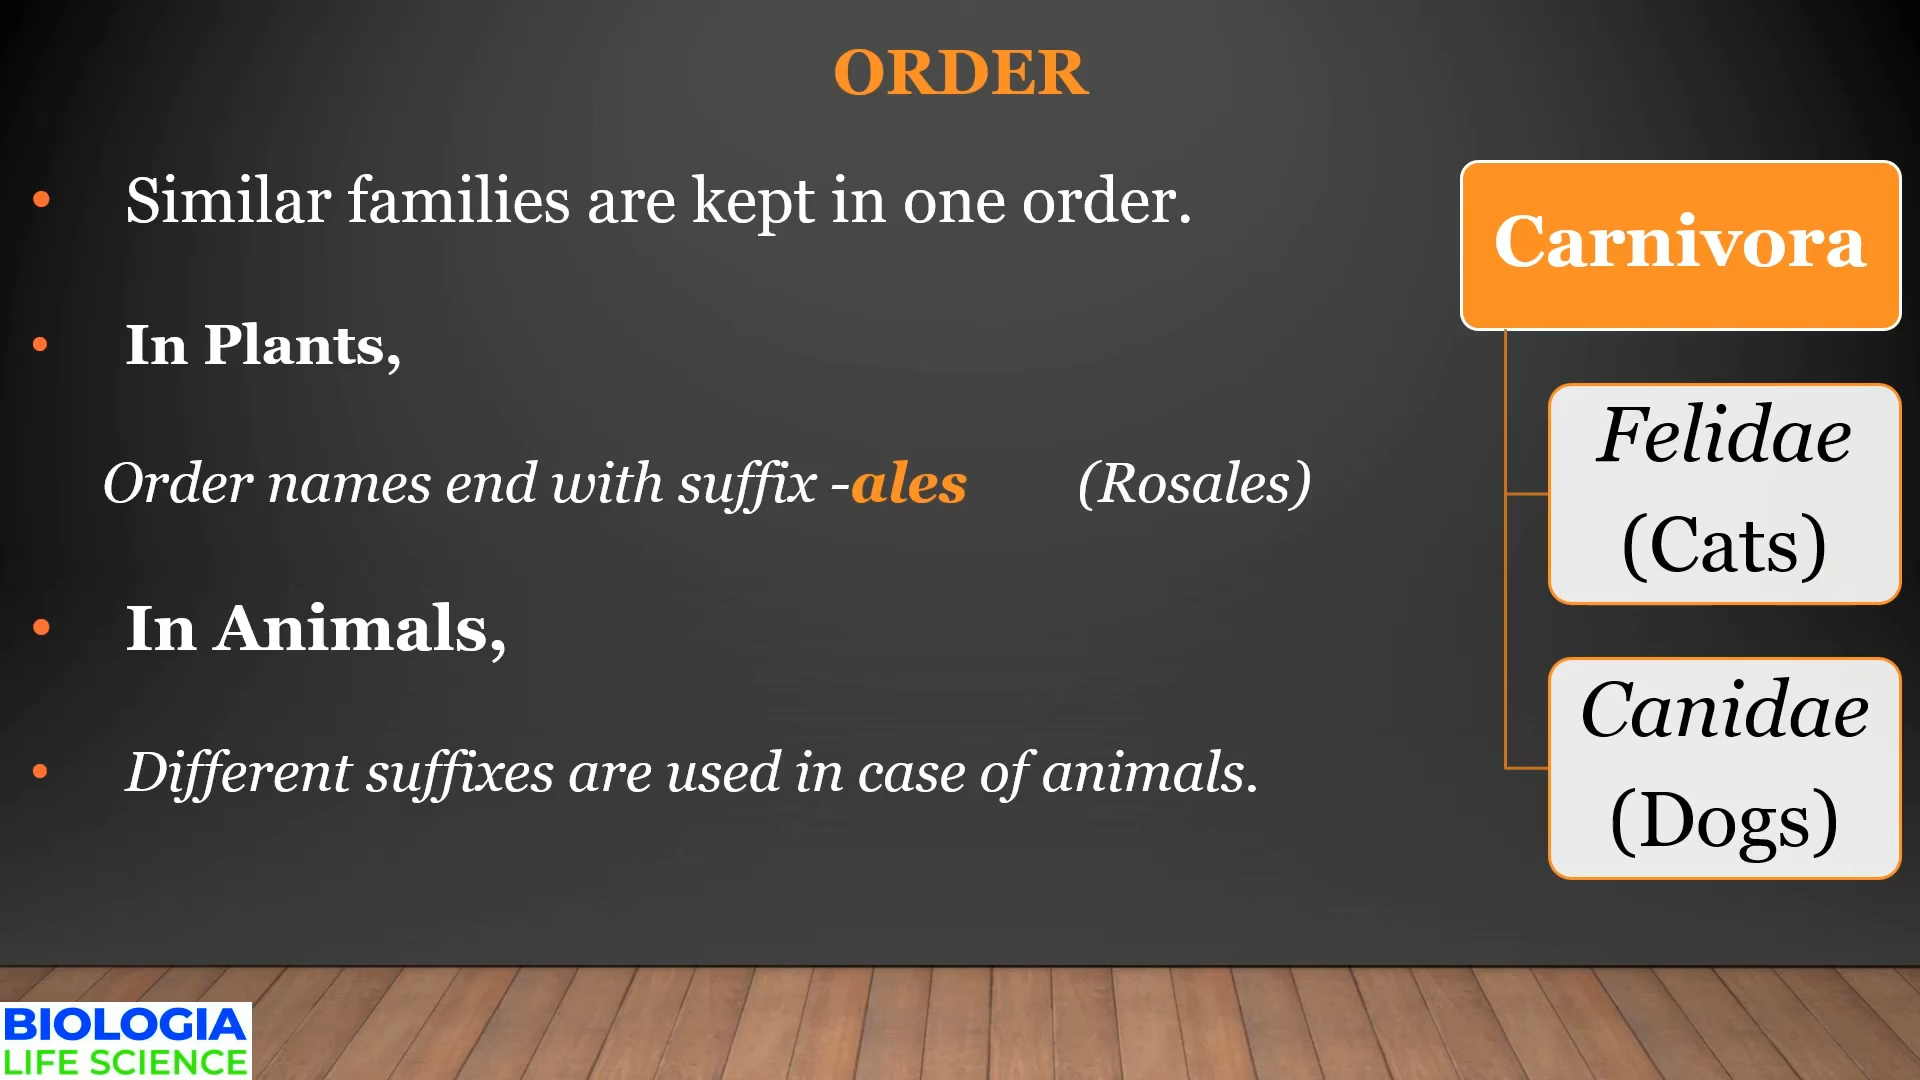 ORDER
• Similar families are kept in one order.
• In Plants,
Order names end with suffix -ales (Rosales)
• In Animals,
• Different suffixes are used in case of animals.
Carnivora
Felidae
(Cats)
Canidae
(Dogs)
BIOLOGIA
LIFE SCIENCE